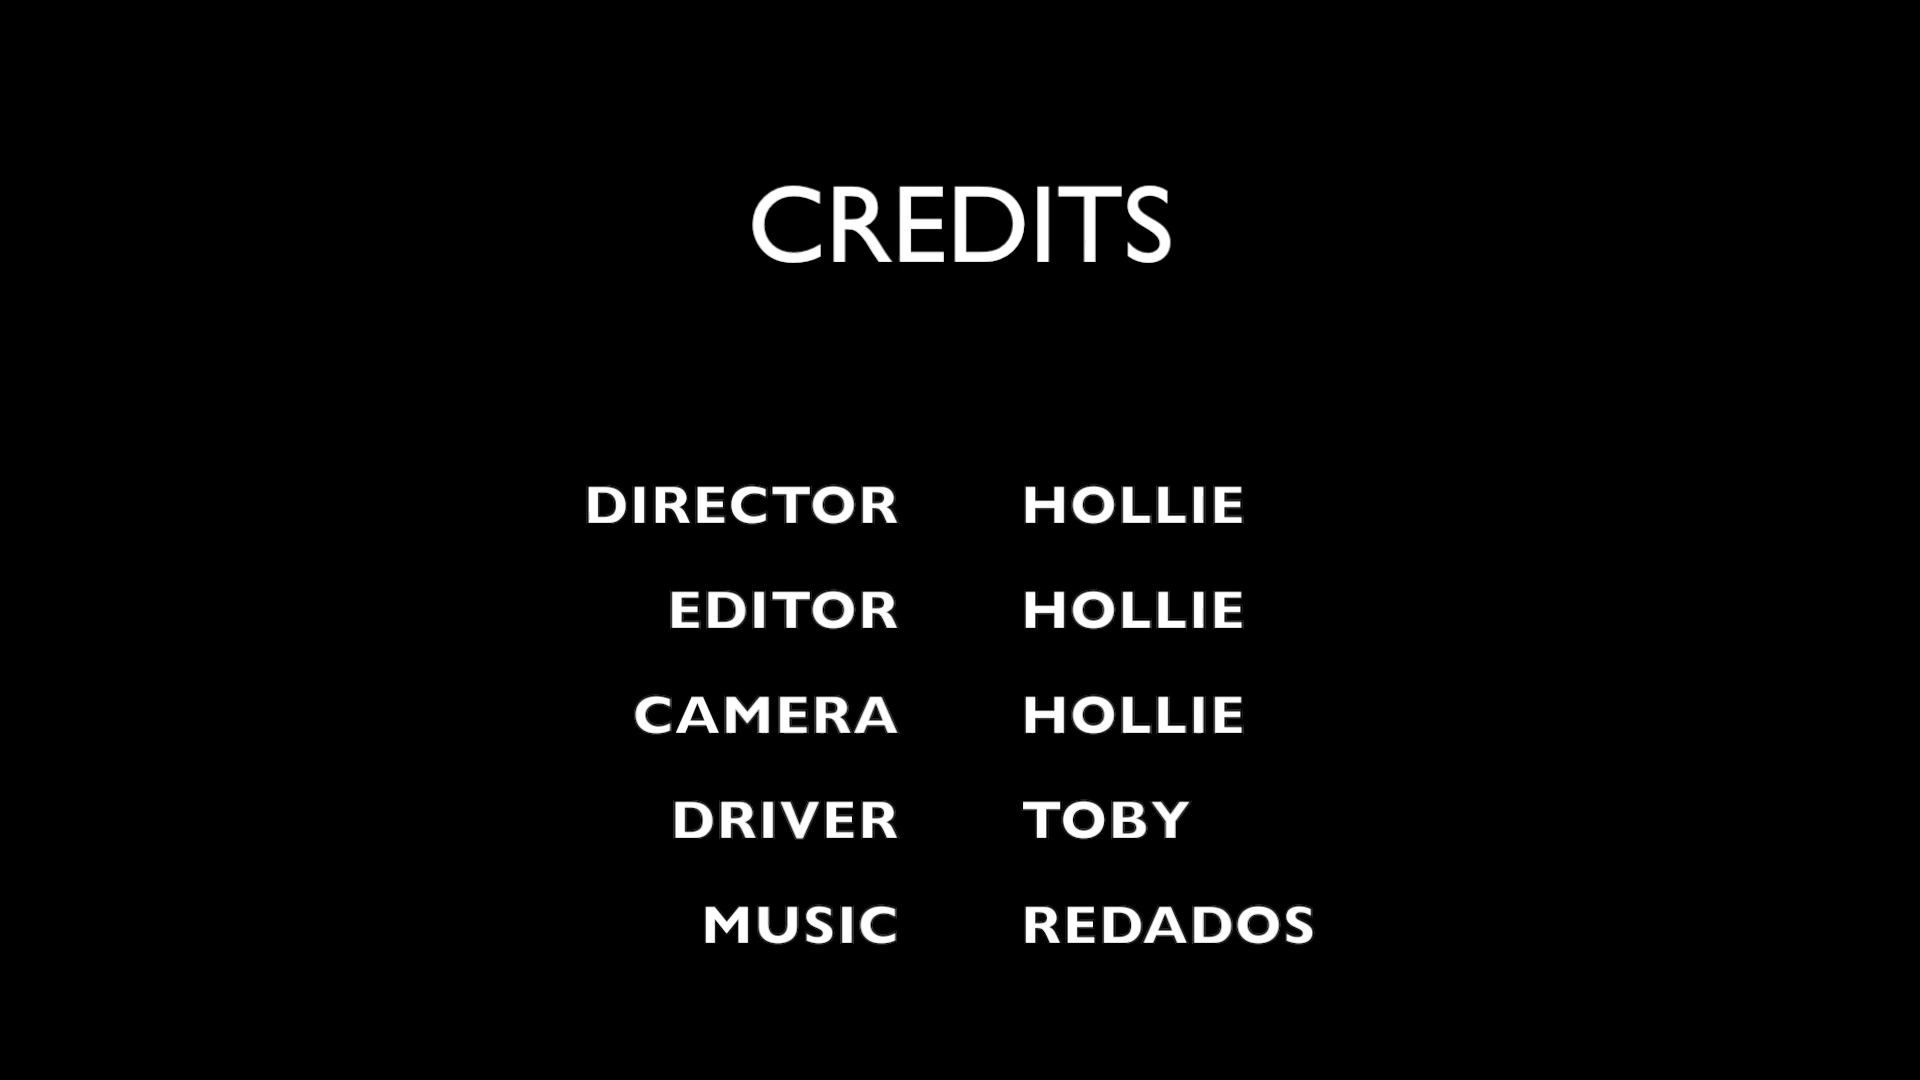 CREDITS
DIRECTOR HOLLIE
EDITOR HOLLIE
CAMERA HOLLIE
DRIVER TOBY
MUSIC REDADOS